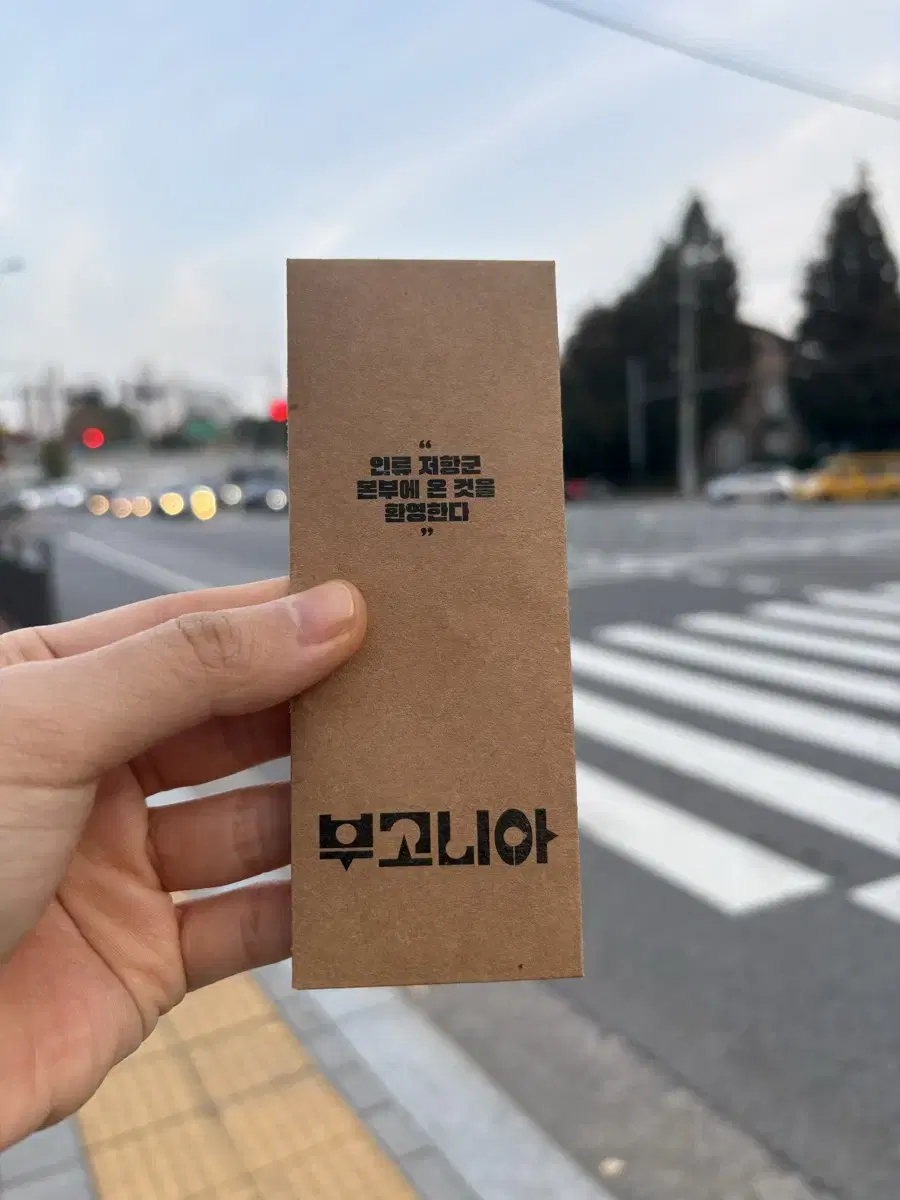 “
인류 저항군
본부에 온 것을
환영한다
”
부고니아